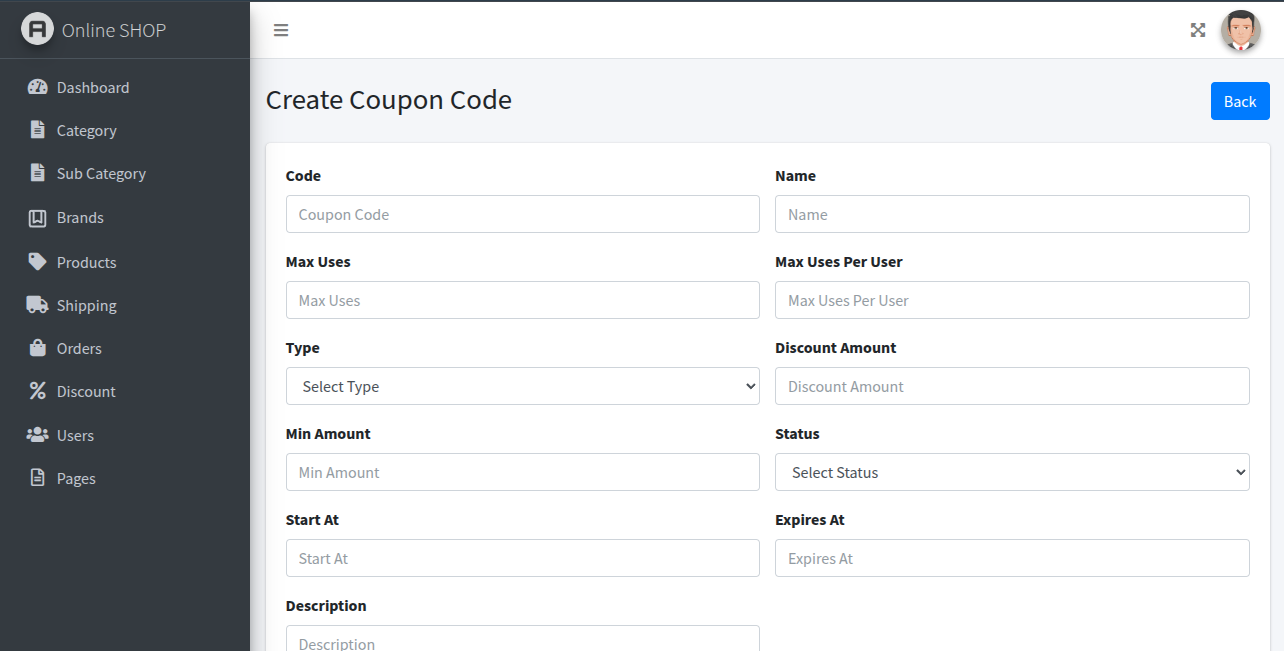 Online SHOP
Dashboard
Category
Sub Category
Brands
Products
Shipping
Orders
Discount
Users
Pages
Create Coupon Code
Back
Code
Name
Coupon Code
Name
Max Uses
Max Uses Per User
Max Uses
Max Uses Per User
Type
Discount Amount
Select Type
Discount Amount
Min Amount
Status
Min Amount
Select Status
Start At
Expires At
Start At
Expires At
Description
Description